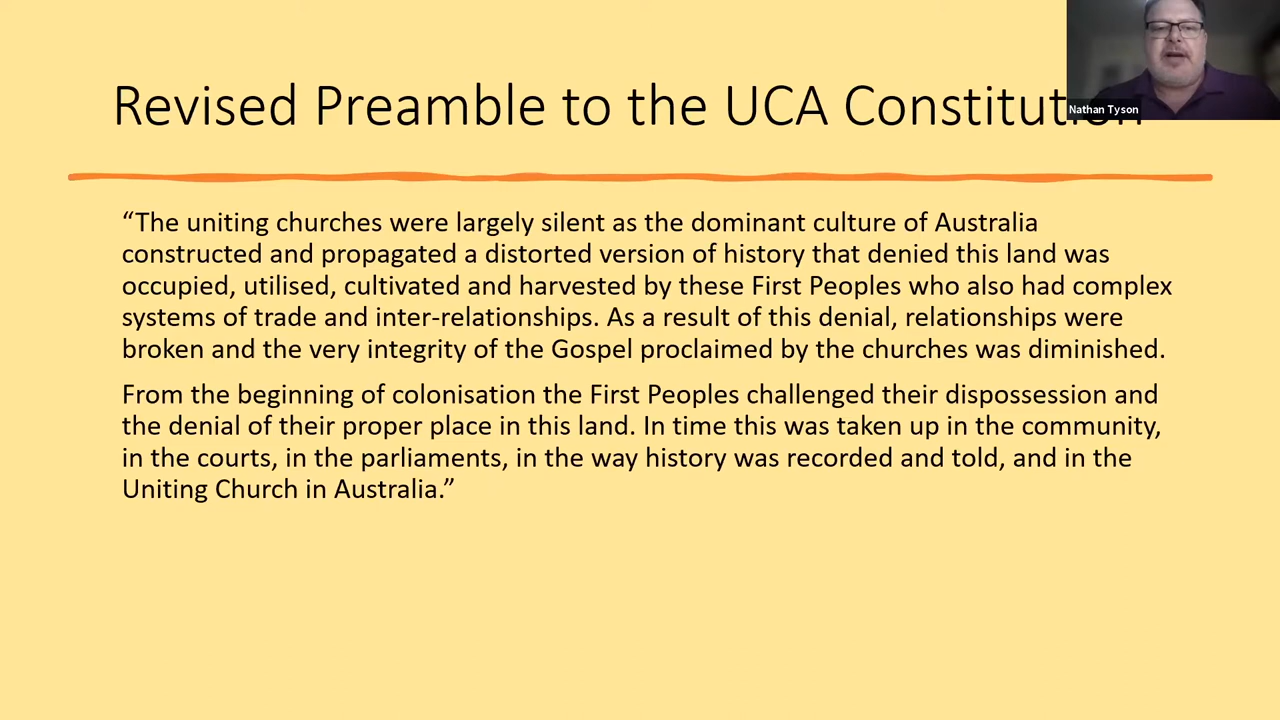 Revised Preamble to the UCA Constitution
Nathan Tyson
“The uniting churches were largely silent as the dominant culture of Australia
constructed and propagated a distorted version of history that denied this land was
occupied, utilised, cultivated and harvested by these First Peoples who also had complex
systems of trade and inter-relationships. As a result of this denial, relationships were
broken and the very integrity of the Gospel proclaimed by the churches was diminished.
From the beginning of colonisation the First Peoples challenged their dispossession and
the denial of their proper place in this land. In time this was taken up in the community,
in the courts, in the parliaments, in the way history was recorded and told, and in the
Uniting Church in Australia.”